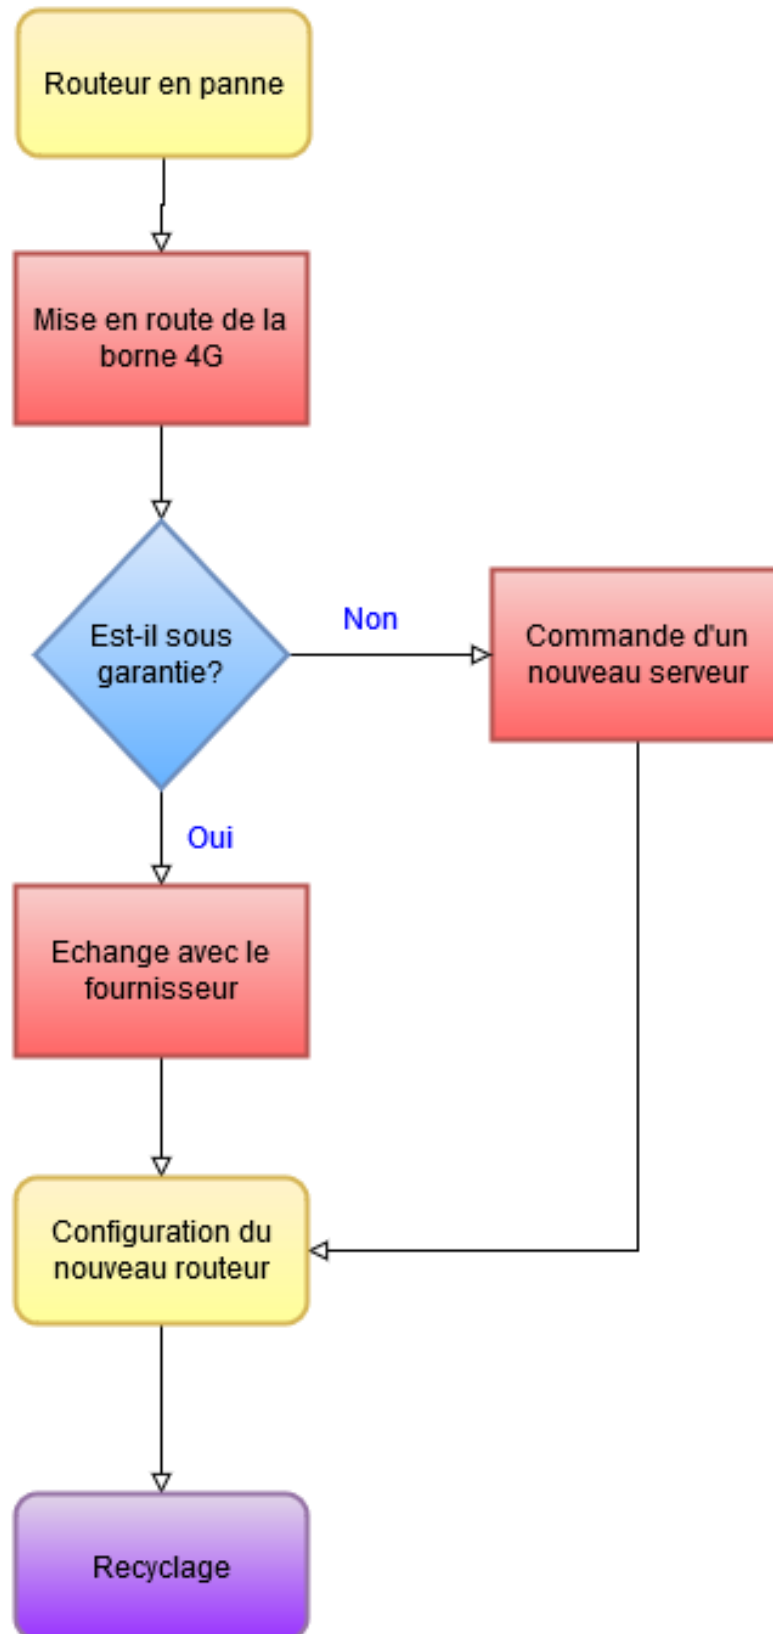 Routeur en panne
Mise en route de la
borne 4G
Est-il sous
garantie?
Non
Commande d'un
nouveau serveur
Oui
Echange avec le
fournisseur
Configuration du
nouveau routeur
Recyclage